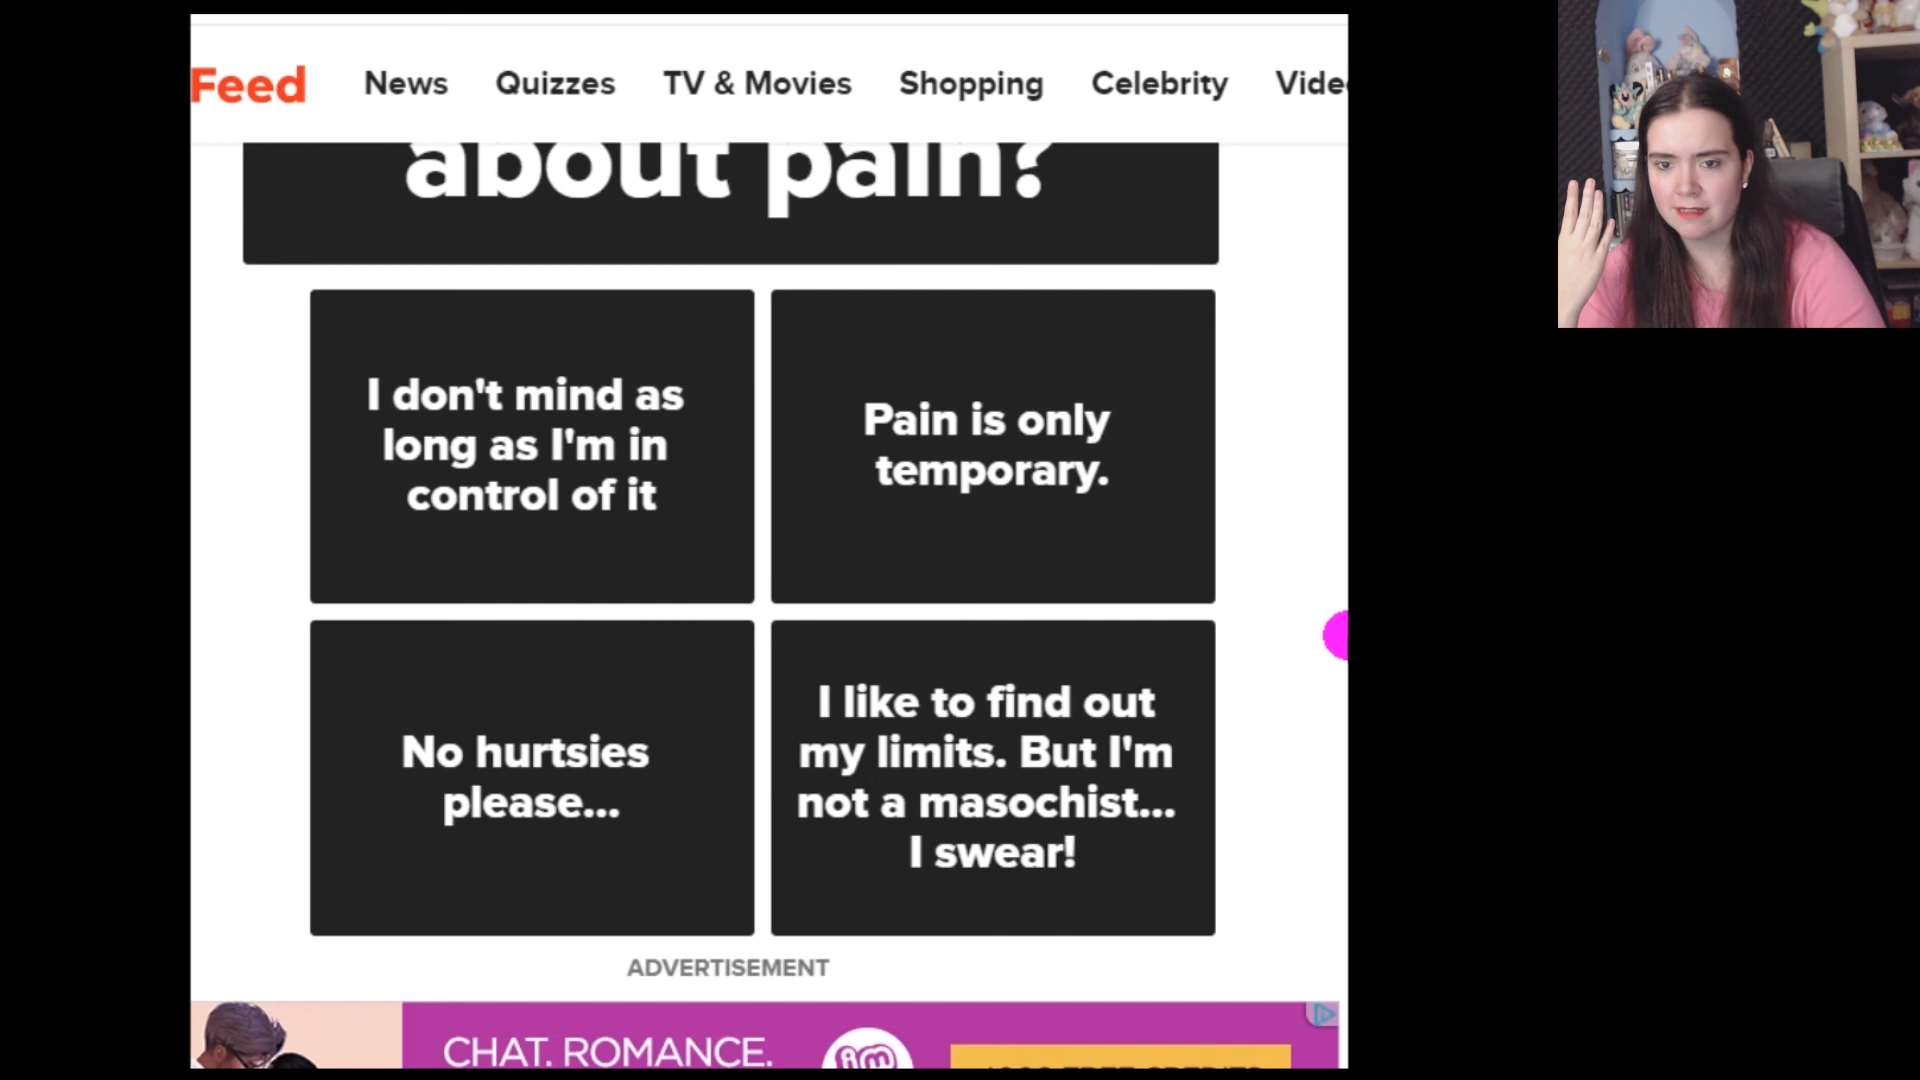 Feed News Quizzes TV & Movies Shopping Celebrity Vide
about pain?
I don't mind as
long as I'm in
control of it
Pain is only
temporary.
No hurtsies
please...
I like to find out
my limits. But I'm
not a masochist...
I swear!
ADVERTISEMENT
CHAT. ROMANCE.
im